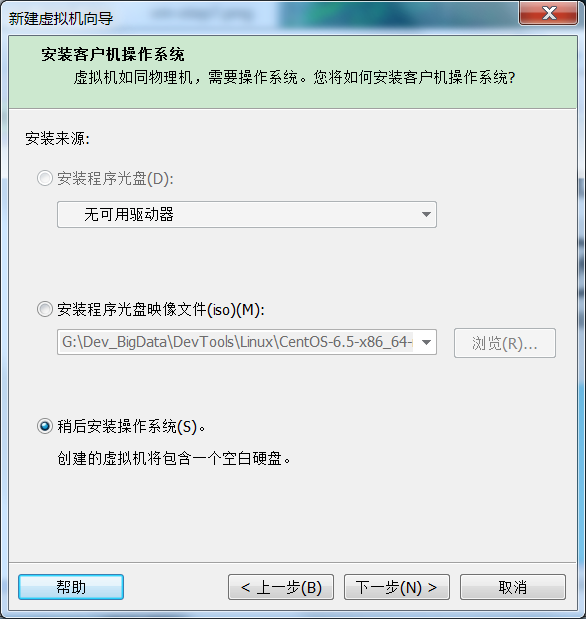 新建虚拟机向导
安装客户机操作系统
虚拟机如同物理机，需要操作系统。您将如何安装客户机操作系统?
安装来源:
安装程序光盘(D):
无可用驱动器
安装程序光盘映像文件(iso)(M):
G:\Dev_BigData\DevTools\Linux\CentOS-6.5-x86_64-
浏览(R)...
稍后安装操作系统(S)。
创建的虚拟机将包含一个空白硬盘。
帮助
< 上一步(B)
下一步(N) >
取消